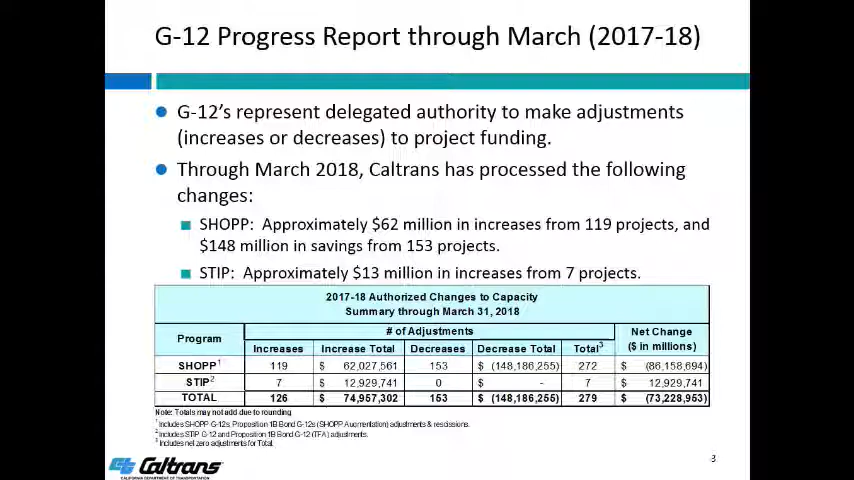 G-12 Progress Report through March (2017-18)
G-12's represent delegated authority to make adjustments
(increases or decreases) to project funding.
Through March 2018, Caltrans has processed the following
changes:
SHOPP: Approximately $62 million in increases from 119 projects, and
$148 million in savings from 153 projects.
STIP: Approximately $13 million in increases from 7 projects.
2017-18 Authorized Changes to Capacity
Summary through March 31, 2018
Program # of Adjustments Net Change ($ in millions)
Increases Increase Total Decreases Decrease Total Total3
SHOPP1 119 $ 62,027,561 153 $ (148,186,255) 272 $ (86,158,694)
STIP2 7 $ 12,929,741 0 $ - 7 $ 12,929,741
TOTAL 126 $ 74,957,302 153 $ (148,186,255) 279 $ (73,228,953)
Note: Totals may not add due to rounding
1 Includes SHOPP G-12s, Proposition 1B Bond G-12s (SHOPP Augmentation) adjustments & rescissions.
2 Includes STIP G-12 and Proposition 1B Bond G-12 (TFA) adjustments.
3 Includes net zero adjustments for Total.
Caltrans
CALIFORNIA DEPARTMENT OF TRANSPORTATION
3